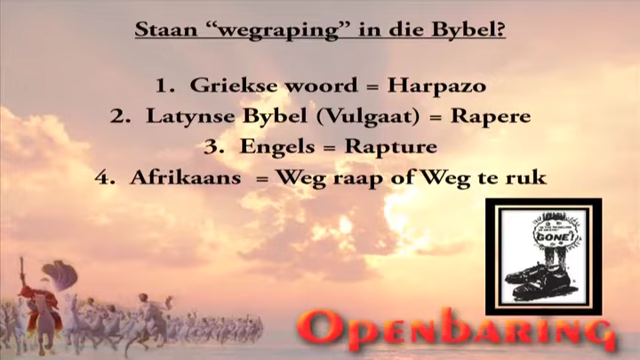 Staan “wegraping” in die Bybel?
1. Griekse woord = Harpazo
2. Latynse Bybel (Vulgaat) = Rapere
3. Engels = Rapture
4. Afrikaans = Weg raap of Weg te ruk
GONE!
Openbaring